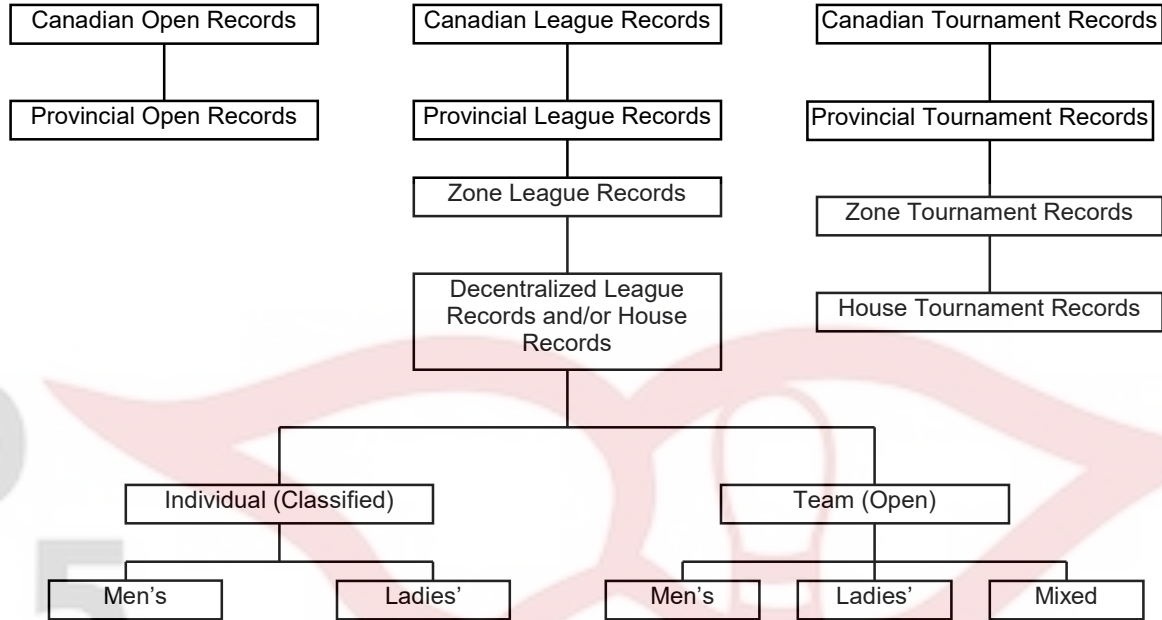 Canadian Open Records
Canadian League Records
Canadian Tournament Records
Provincial Open Records
Provincial League Records
Provincial Tournament Records
Zone League Records
Zone Tournament Records
Decentralized League
Records and/or House
Records
House Tournament Records
Individual (Classified)
Team (Open)
Men’s
Ladies’
Men’s
Ladies’
Mixed
5